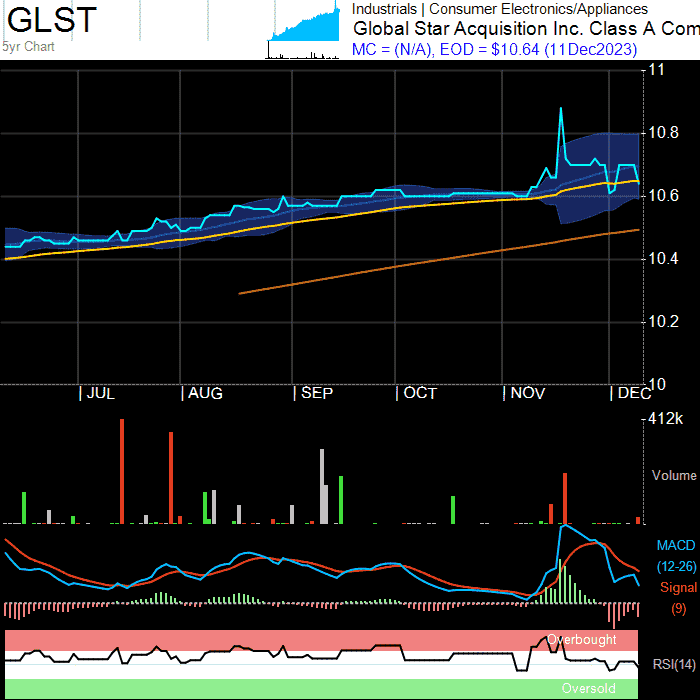 GLST
5yr Chart
Industrials | Consumer Electronics/Appliances
Global Star Acquisition Inc. Class A Com
MC = (N/A), EOD = $10.64 (11Dec2023)
11
10.8
10.6
10.4
10.2
10
JUL AUG SEP OCT NOV DEC
412k
Volume
MACD
(12-26)
Signal
(9)
Overbought
RSI(14)
Oversold